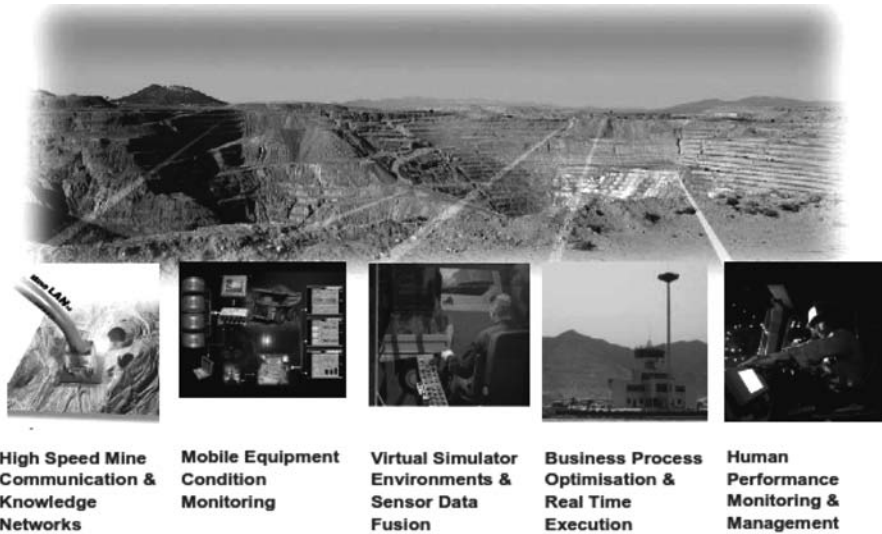 Mine LAN
High Speed Mine
Communication &
Knowledge
Networks
Mobile Equipment
Condition
Monitoring
Virtual Simulator
Environments &
Sensor Data
Fusion
Business Process
Optimisation &
Real Time
Execution
Human
Performance
Monitoring &
Management